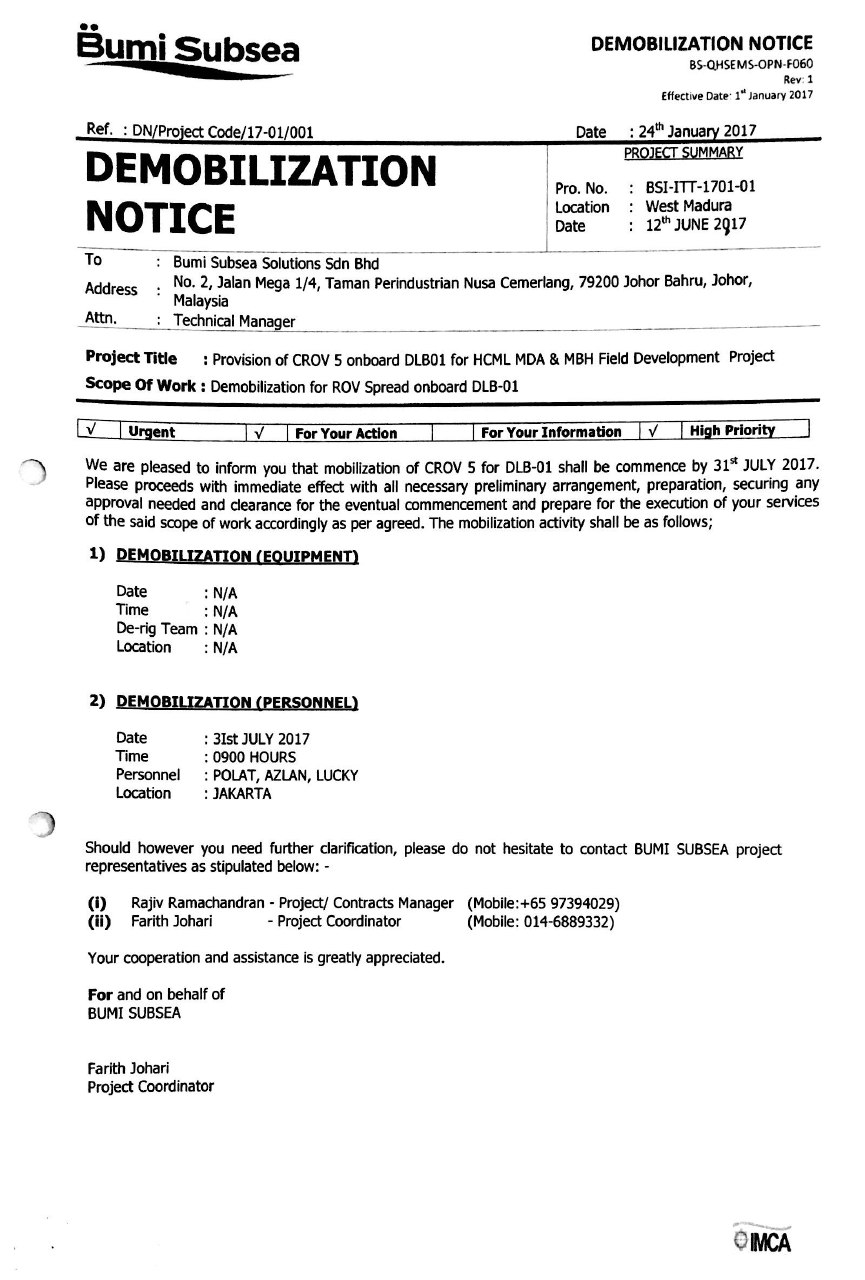 Bumi Subsea
DEMOBILIZATION NOTICE
BS-QHSEMS-OPN-F060
Rev: 1
Effective Date: 1st January 2017
Ref. : DN/Project Code/17-01/001 Date : 24th January 2017
DEMOBILIZATION
NOTICE
PROJECT SUMMARY
Pro. No. : BSI-ITT-1701-01
Location : West Madura
Date : 12th JUNE 2017
To : Bumi Subsea Solutions Sdn Bhd
Address : No. 2, Jalan Mega 1/4, Taman Perindustrian Nusa Cemerlang, 79200 Johor Bahru, Johor,
Malaysia
Attn. : Technical Manager
Project Title : Provision of CROV 5 onboard DLB01 for HCML MDA & MBH Field Development Project
Scope Of Work : Demobilization for ROV Spread onboard DLB-01
√ Urgent √ For Your Action For Your Information √ High Priority
We are pleased to inform you that mobilization of CROV 5 for DLB-01 shall be commence by 31st JULY 2017.
Please proceeds with immediate effect with all necessary preliminary arrangement, preparation, securing any
approval needed and clearance for the eventual commencement and prepare for the execution of your services
of the said scope of work accordingly as per agreed. The mobilization activity shall be as follows;
1) DEMOBILIZATION (EQUIPMENT)
Date : N/A
Time : N/A
De-rig Team : N/A
Location : N/A
2) DEMOBILIZATION (PERSONNEL)
Date : 3Ist JULY 2017
Time : 0900 HOURS
Personnel : POLAT, AZLAN, LUCKY
Location : JAKARTA
Should however you need further clarification, please do not hesitate to contact BUMI SUBSEA project
representatives as stipulated below: -
(i) Rajiv Ramachandran - Project/ Contracts Manager (Mobile:+65 97394029)
(ii) Farith Johari - Project Coordinator (Mobile: 014-6889332)
Your cooperation and assistance is greatly appreciated.
For and on behalf of
BUMI SUBSEA
Farith Johari
Project Coordinator
IMCA